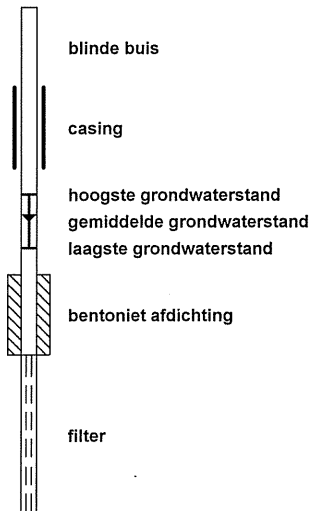 blinde buis
casing
hoogste grondwaterstand
gemiddelde grondwaterstand
laagste grondwaterstand
bentoniet afdichting
filter